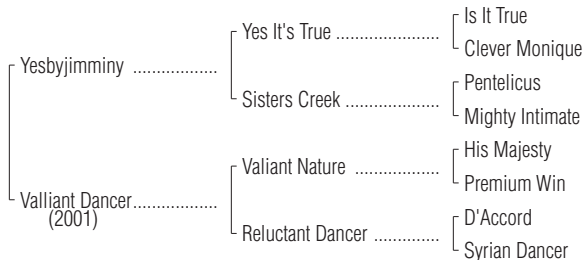 Is It True
Yes It's True ....................
Clever Monique
Yesbyjimminy .................
Pentelicus
Sisters Creek ..................
Mighty Intimate
His Majesty
Valiant Nature ................
Premium Win
Valliant Dancer.................
(2001)
D'Accord
Reluctant Dancer ............
Syrian Dancer